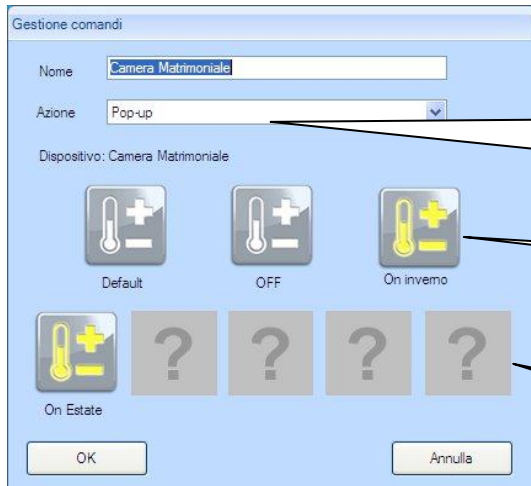 Gestione comandi
Nome
Camera Matrimoniale
Azione
Pop-up
Dispositivo: Camera Matrimoniale
Default
OFF
On inverno
? ? ? ?
On Estate
OK
Annulla